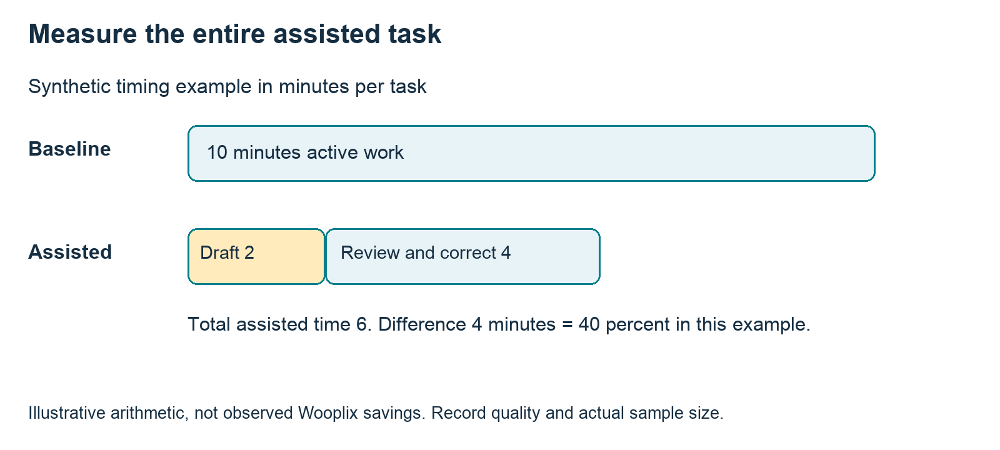 Measure the entire assisted task
Synthetic timing example in minutes per task
Baseline
10 minutes active work
Assisted
Draft 2
Review and correct 4
Total assisted time 6. Difference 4 minutes = 40 percent in this example.
Illustrative arithmetic, not observed Wooplix savings. Record quality and actual sample size.